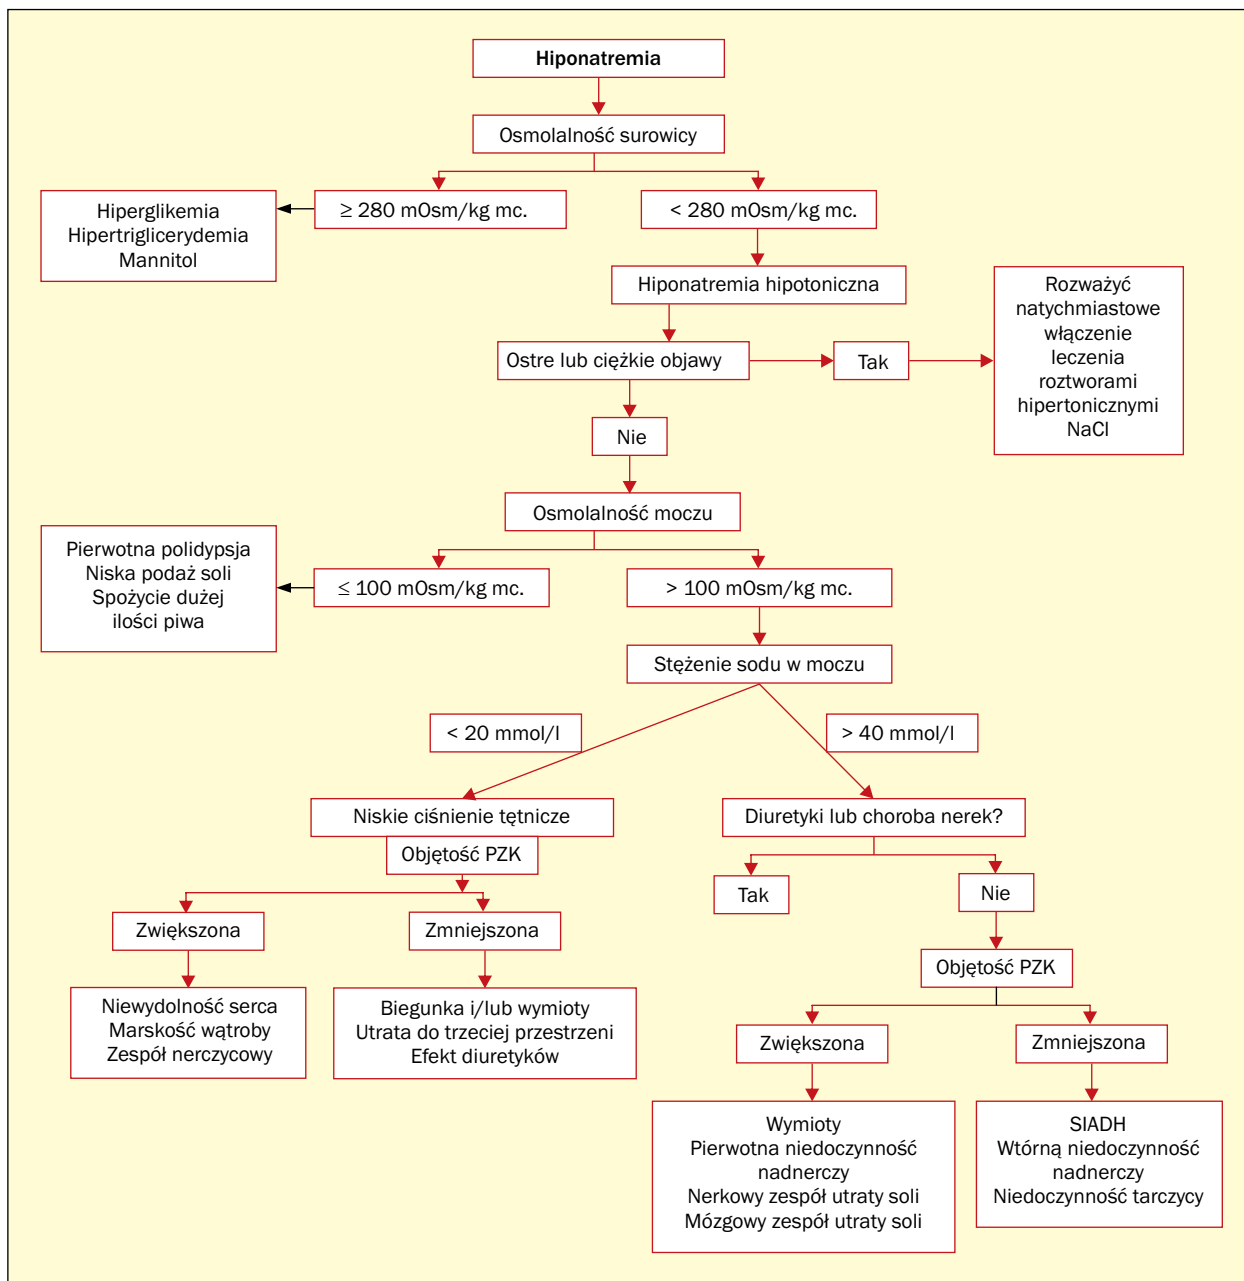 Hiponatremia
Osmolalność surowicy
≥ 280 mOsm/kg mc.
< 280 mOsm/kg mc.
Hiperglikemia
Hipertriglicerydemia
Mannitol
Hiponatremia hipotoniczna
Rozważyć
natychmiastowe
włączenie
leczenia
roztworami
hipertonicznymi
NaCl
Ostre lub ciężkie objawy
Tak
Nie
Osmolalność moczu
Pierwotna polidypsja
Niska podaż soli
Spożycie dużej
ilości piwa
≤ 100 mOsm/kg mc.
> 100 mOsm/kg mc.
Stężenie sodu w moczu
< 20 mmol/l
> 40 mmol/l
Niskie ciśnienie tętnicze
Diuretyki lub choroba nerek?
Objętość PZK
Tak
Nie
Zwiększona
Zmniejszona
Objętość PZK
Niewydolność serca
Marskość wątroby
Zespół nerczycowy
Biegunka i/lub wymioty
Utrata do trzeciej przestrzeni
Efekt diuretyków
Zwiększona
Zmniejszona
Wymioty
Pierwotna niedoczynność
nadnerczy
Nerkowy zespół utraty soli
Mózgowy zespół utraty soli
SIADH
Wtórną niedoczynność
nadnerczy
Niedoczynność tarczycy